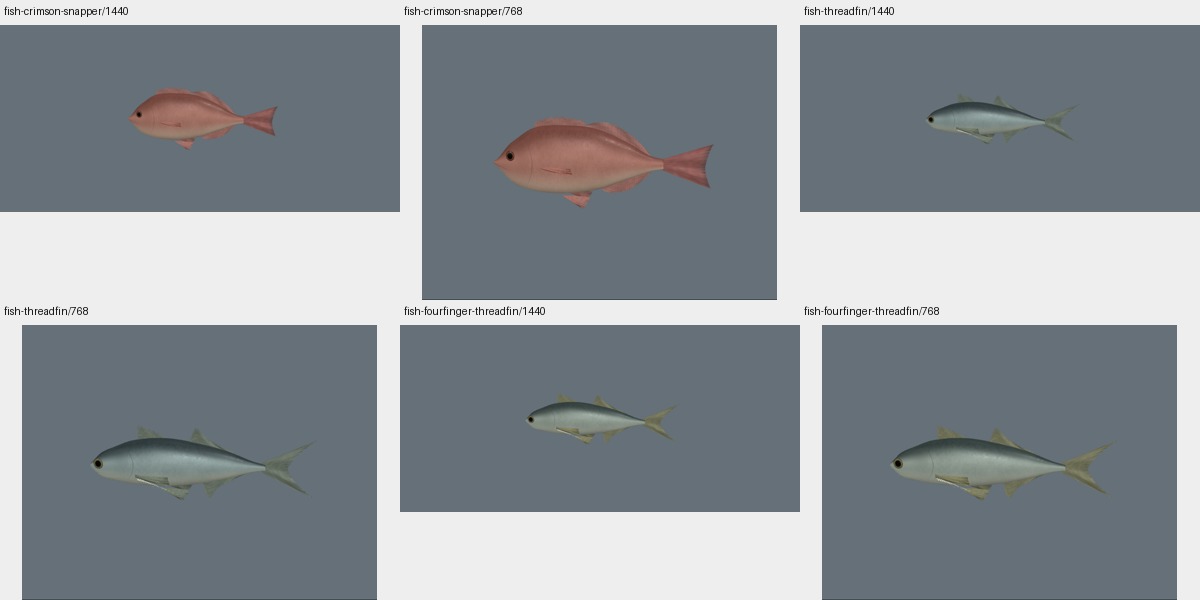 fish-crimson-snapper/1440
fish-crimson-snapper/768
fish-threadfin/1440
fish-threadfin/768
fish-fourfinger-threadfin/1440
fish-fourfinger-threadfin/768